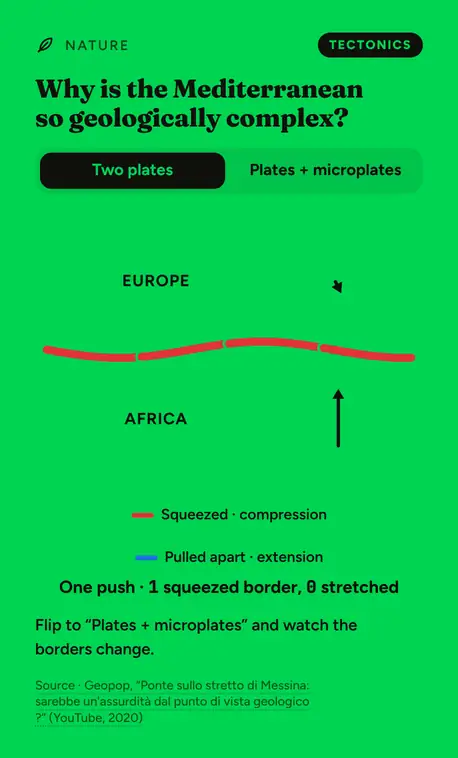 NATURE
TECTONICS
Why is the Mediterranean
so geologically complex?
Two plates
Plates + microplates
EUROPE
AFRICA
Squeezed · compression
Pulled apart · extension
One push · 1 squeezed border, 0 stretched
Flip to “Plates + microplates” and watch the
borders change.
Source · Geopop, “Ponte sullo stretto di Messina:
sarebbe un'assurdità dal punto di vista geologico
?” (YouTube, 2020)